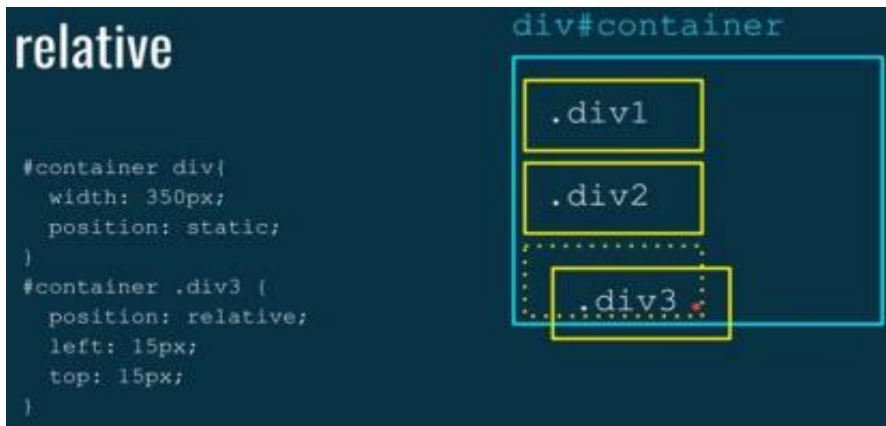 relative
#container div{
width: 350px;
position: static;
}
#container .div3 {
position: relative;
left: 15px;
top: 15px;
}
div#container
.div1
.div2
.div3